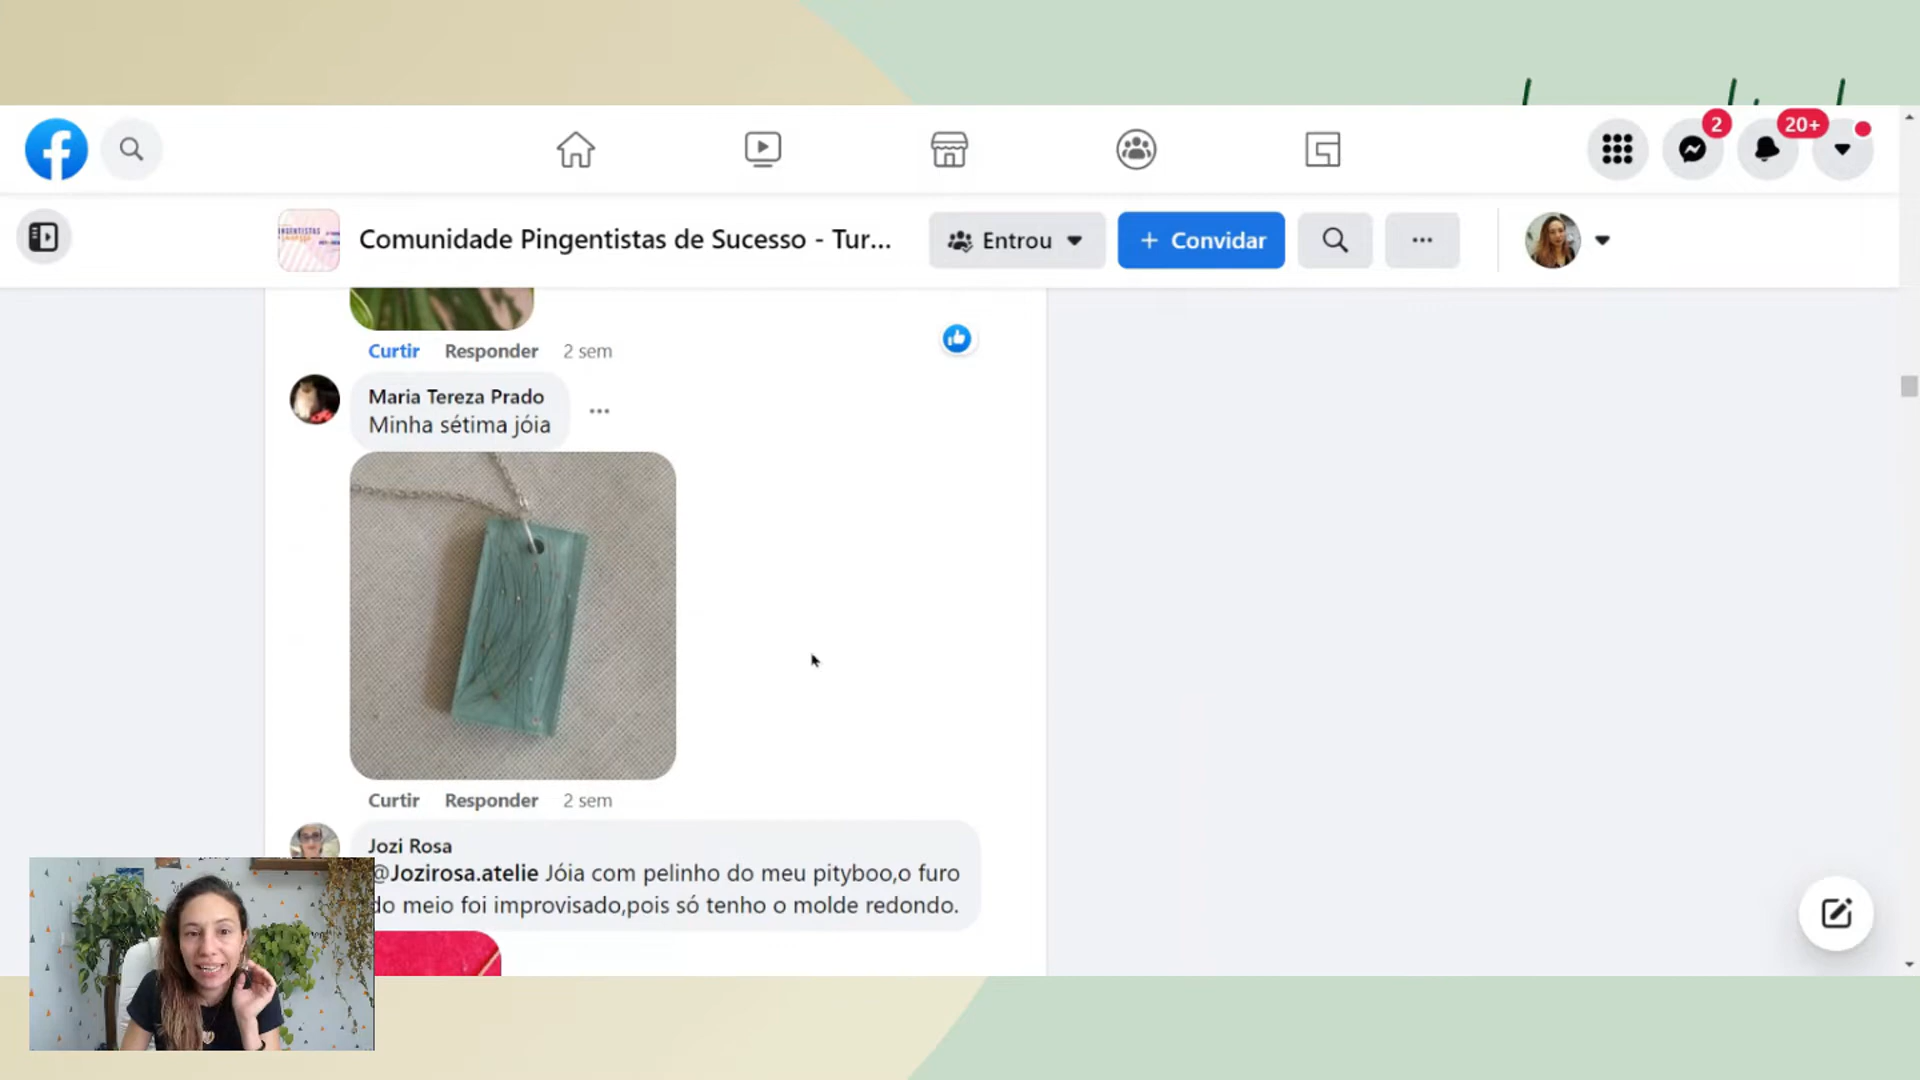 2
20+
Comunidade Pingentistas de Sucesso - Tur...
Entrou
+ Convidar
Curtir Responder 2 sem
Maria Tereza Prado
Minha sétima jóia
Curtir Responder 2 sem
Jozi Rosa
@Jozirosa.atelie Jóia com pelinho do meu pityboo,o furo
do meio foi improvisado,pois só tenho o molde redondo.